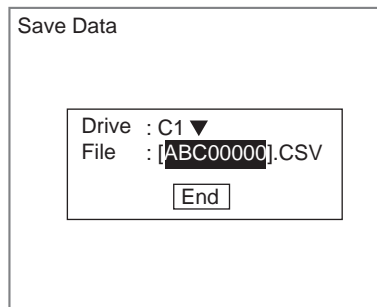 Save Data
Drive : C1 ▼
File : [ABC00000].CSV
End